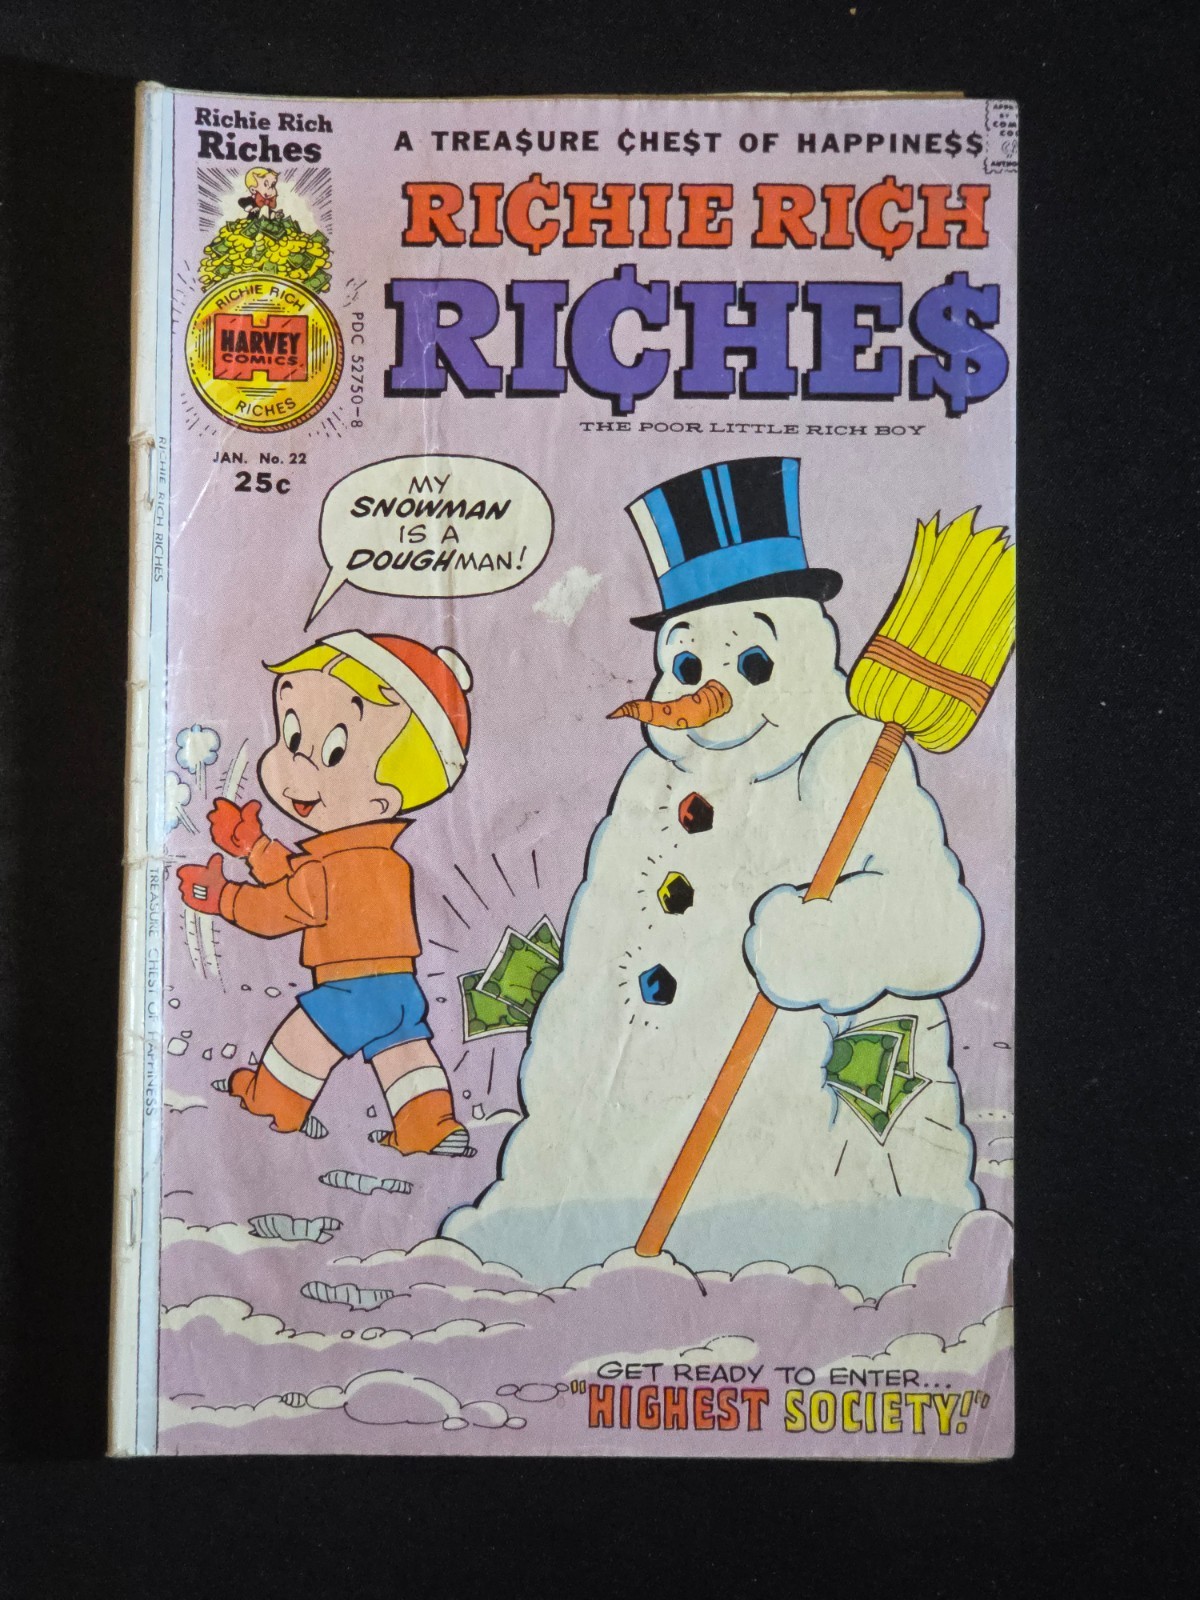 Richie Rich
Riches
A TREA$URE ₵HE$T OF HAPPINE$$
RI₵HIE RI₵H
RI₵HE$
THE POOR LITTLE RICH BOY
RICHIE RICH
HARVEY
COMICS
RICHES
PDC 52750-8
JAN. No. 22
25c
MY
SNOWMAN
IS A
DOUGHMAN!
RICHIE RICH RICHES
TREASURE CHEST OF HAPPINESS
GET READY TO ENTER...
"HIGHEST SOCIETY!"